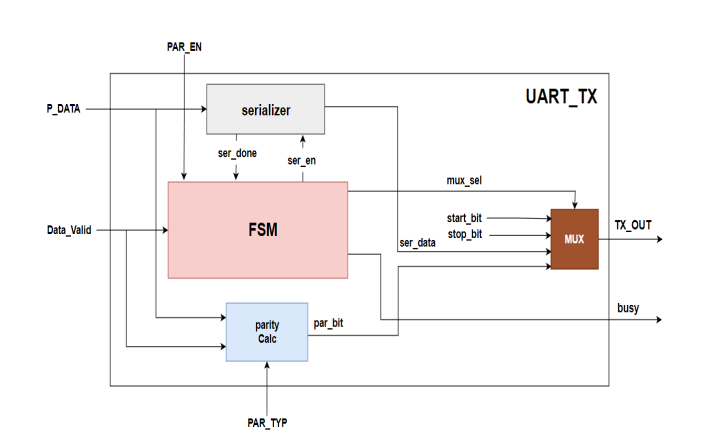 PAR_EN
UART_TX
P_DATA
serializer
ser_done
ser_en
mux_sel
start_bit
TX_OUT
Data_Valid
FSM
stop_bit
MUX
ser_data
busy
parity
Calc
par_bit
PAR_TYP